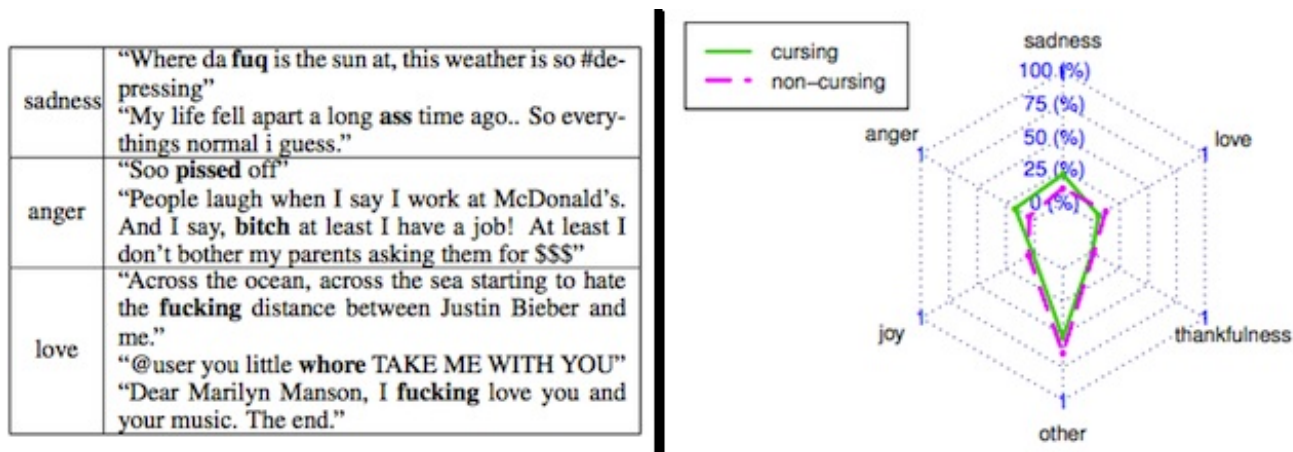 sadness
“Where da fuq is the sun at, this weather is so #de-
pressing”
“My life fell apart a long ass time ago.. So every-
things normal i guess.”
anger
“Soo pissed off”
“People laugh when I say I work at McDonald’s.
And I say, bitch at least I have a job! At least I
don’t bother my parents asking them for $$$”
love
“Across the ocean, across the sea starting to hate
the fucking distance between Justin Bieber and
me.”
“@user you little whore TAKE ME WITH YOU”
“Dear Marilyn Manson, I fucking love you and
your music. The end.”
cursing
non-cursing
sadness
100 (%)
1
75 (%)
50 (%)
25 (%)
0 (%)
anger
1
love
1
joy
1
thankfulness
1
1
other